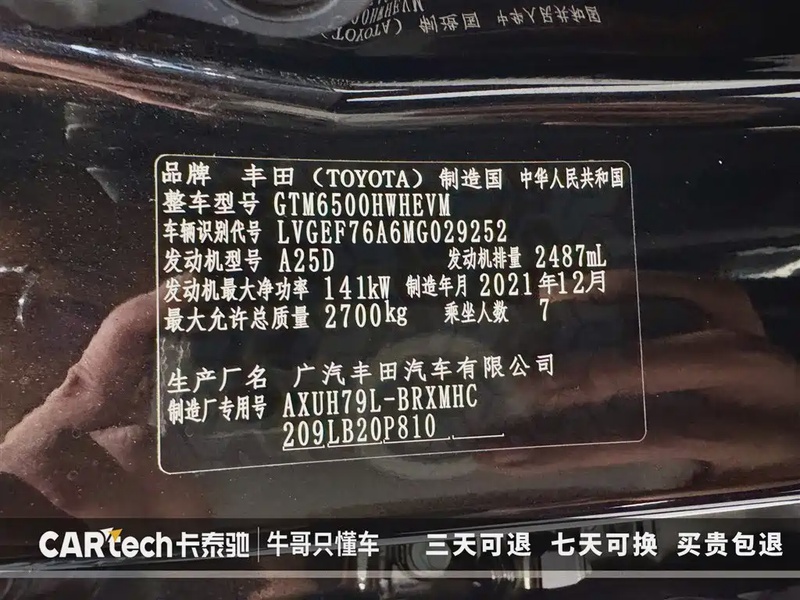 品牌 丰田（TOYOTA）制造国 中华人民共和国
整车型号 GTM6500HWHEVM
车辆识别代号 LVGEF76A6MG029252
发动机型号 A25D 发动机排量 2487mL
发动机最大净功率 141kW 制造年月 2021年12月
最大允许总质量 2700kg 乘坐人数 7
生产厂名 广汽丰田汽车有限公司
制造厂专用号 AXUH79L-BRXMHC
209LB20P810
CARtech卡泰驰 | 牛哥只懂车 三天可退 七天可换 买贵包退